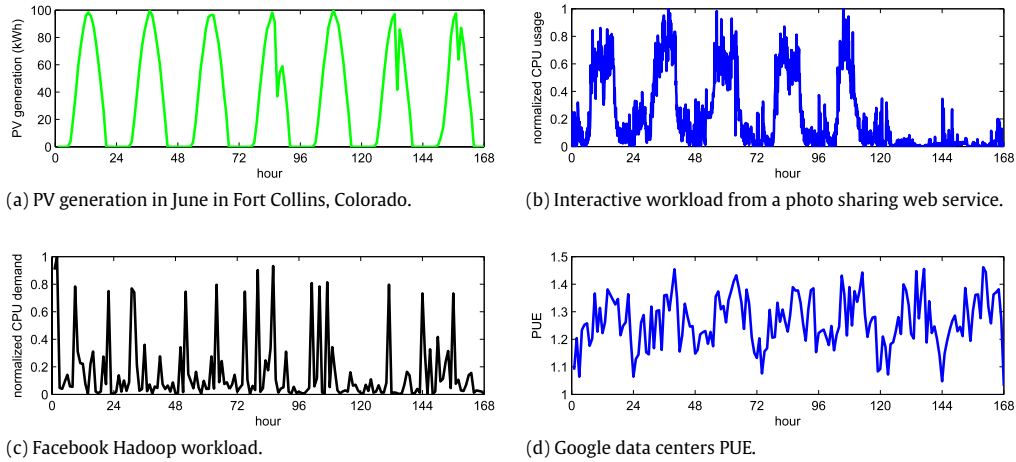 100
80
60
40
20
0
PV generation (kWh)
0 24 48 72 96 120 144 168
hour
(a) PV generation in June in Fort Collins, Colorado.
1
0.8
0.6
0.4
0.2
0
normalized CPU usage
0 24 48 72 96 120 144 168
hour
(b) Interactive workload from a photo sharing web service.
1
0.8
0.6
0.4
0.2
0
normalized CPU demand
0 24 48 72 96 120 144 168
hour
(c) Facebook Hadoop workload.
1.5
1.4
1.3
1.2
1.1
1
PUE
0 24 48 72 96 120 144 168
hour
(d) Google data centers PUE.